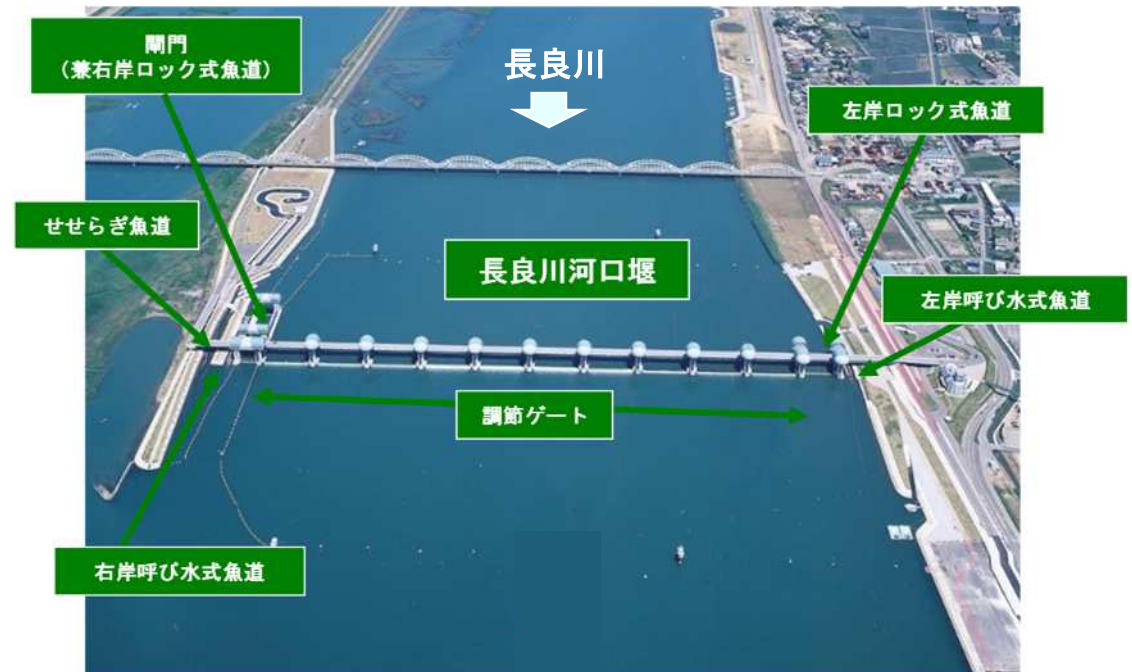 閘門
(兼右岸ロック式魚道)
長良川
左岸ロック式魚道
せせらぎ魚道
長良川河口堰
左岸呼び水式魚道
調節ゲート
右岸呼び水式魚道